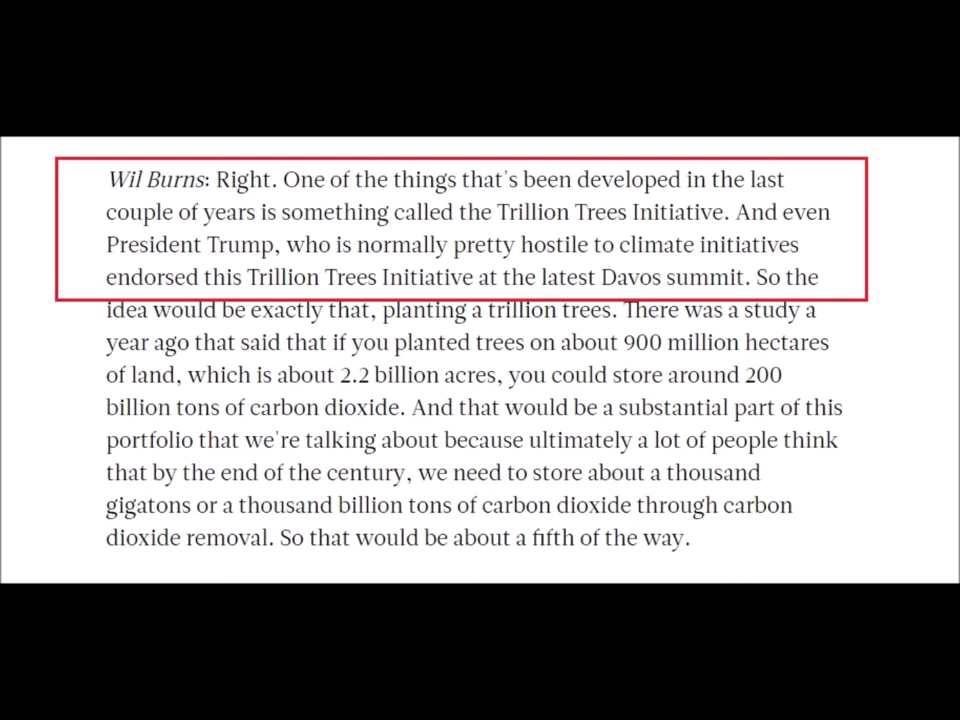 Wil Burns: Right. One of the things that's been developed in the last
couple of years is something called the Trillion Trees Initiative. And even
President Trump, who is normally pretty hostile to climate initiatives
endorsed this Trillion Trees Initiative at the latest Davos summit. So the
idea would be exactly that, planting a trillion trees. There was a study a
year ago that said that if you planted trees on about 900 million hectares
of land, which is about 2.2 billion acres, you could store around 200
billion tons of carbon dioxide. And that would be a substantial part of this
portfolio that we're talking about because ultimately a lot of people think
that by the end of the century, we need to store about a thousand
gigatons or a thousand billion tons of carbon dioxide through carbon
dioxide removal. So that would be about a fifth of the way.